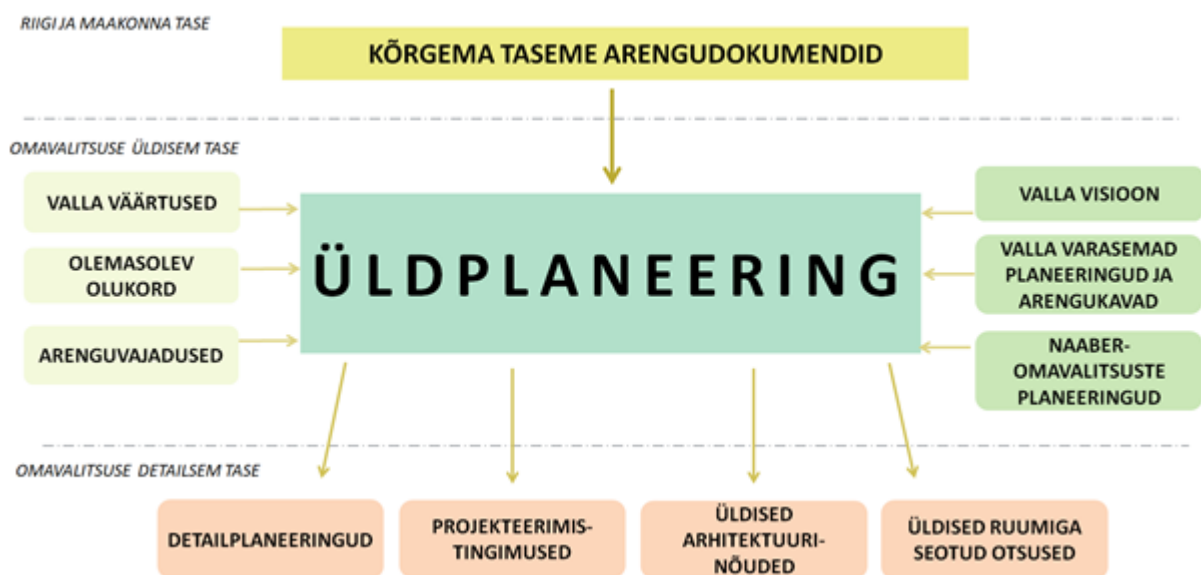 RIIGI JA MAAKONNA TASE
KÕRGEMA TASEME ARENGUDOKUMENDID
OMAVALITSUSE ÜLDISEM TASE
VALLA VÄÄRTUSED
OLEMASOLEV
OLUKORD
ARENGUVAJADUSED
ÜLDPLANEERING
VALLA VISIOON
VALLA VARASEMAD
PLANEERINGUD JA
ARENGUKAVAD
NAABER-
OMAVALITSUSTE
PLANEERINGUD
OMAVALITSUSE DETAILSEM TASE
DETAILPLANEERINGUD
PROJEKTEERIMIS-
TINGIMUSED
ÜLDISED
ARHITEKTUURI-
NÕUDED
ÜLDISED RUUMIGA
SEOTUD OTSUSED